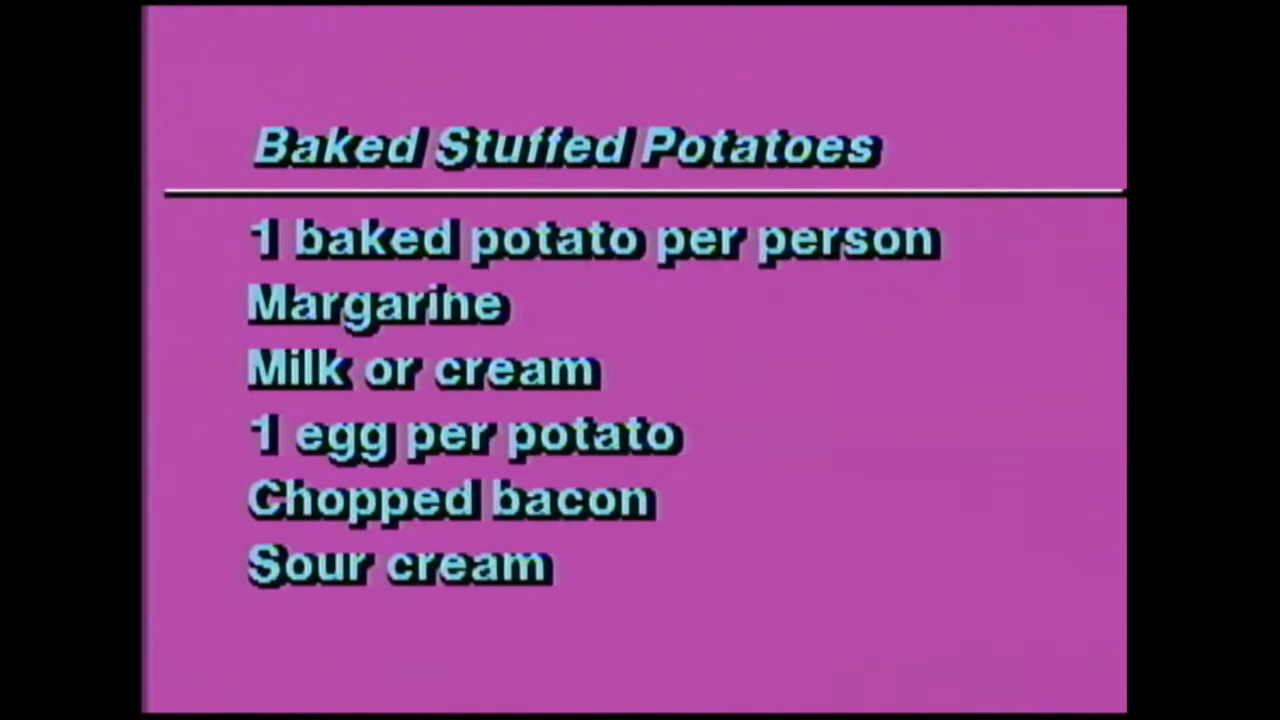 Baked Stuffed Potatoes
1 baked potato per person
Margarine
Milk or cream
1 egg per potato
Chopped bacon
Sour cream